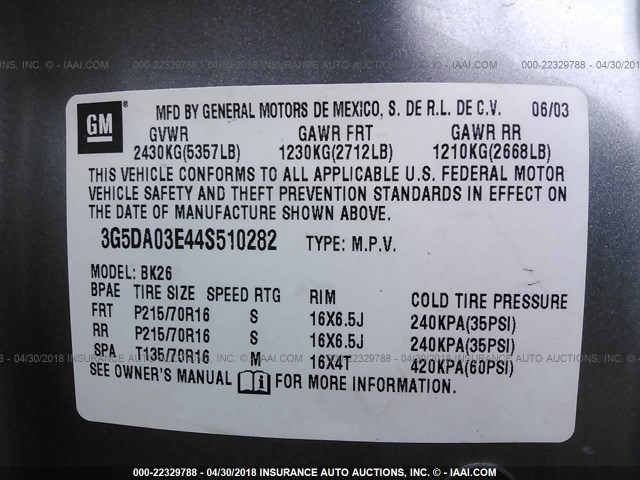 INC. - IAAI.COM 000-22329788 - 04/30/2018 INSURANCE AUTO AUCTIONS, INC. - IAAI.COM 000-22329788
GM ®
MFD BY GENERAL MOTORS DE MEXICO, S. DE R.L. DE C.V. 06/03
GVWR GAWR FRT GAWR RR
2430KG(5357LB) 1230KG(2712LB) 1210KG(2668LB)
THIS VEHICLE CONFORMS TO ALL APPLICABLE U.S. FEDERAL MOTOR
VEHICLE SAFETY AND THEFT PREVENTION STANDARDS IN EFFECT ON
THE DATE OF MANUFACTURE SHOWN ABOVE.
3G5DA03E44S510282 TYPE: M.P.V.
MODEL: BK26
BPAE TIRE SIZE SPEED RTG RIM COLD TIRE PRESSURE
FRT P215/70R16 S 16X6.5J 240KPA(35PSI)
RR P215/70R16 S 16X6.5J 240KPA(35PSI)
SPA T135/70R16 M 16X4T 420KPA(60PSI)
SEE OWNER'S MANUAL FOR MORE INFORMATION.
000-22329788 - 04/30/2018 INSURANCE AUTO AUCTIONS, INC. - IAAI.COM